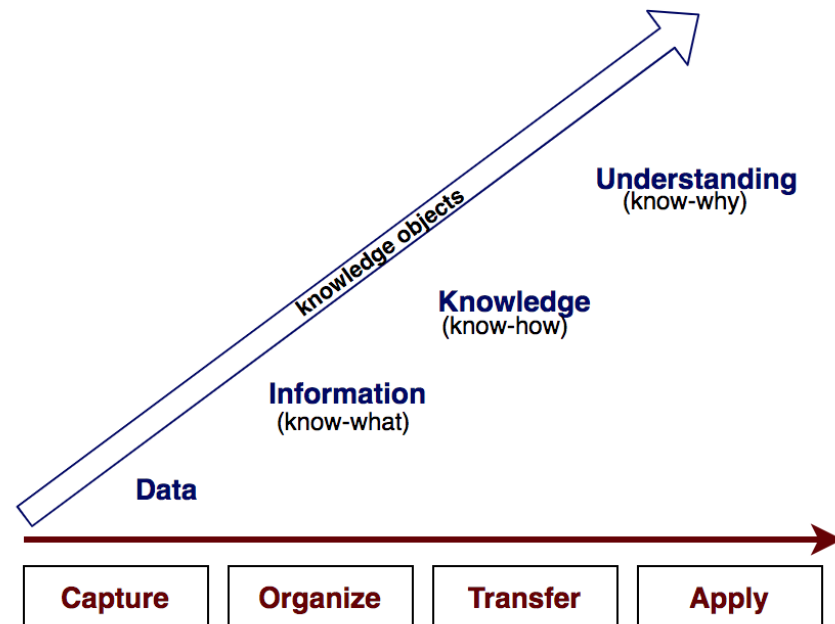 Understanding
(know-why)
knowledge objects
Knowledge
(know-how)
Information
(know-what)
Data
Capture
Organize
Transfer
Apply